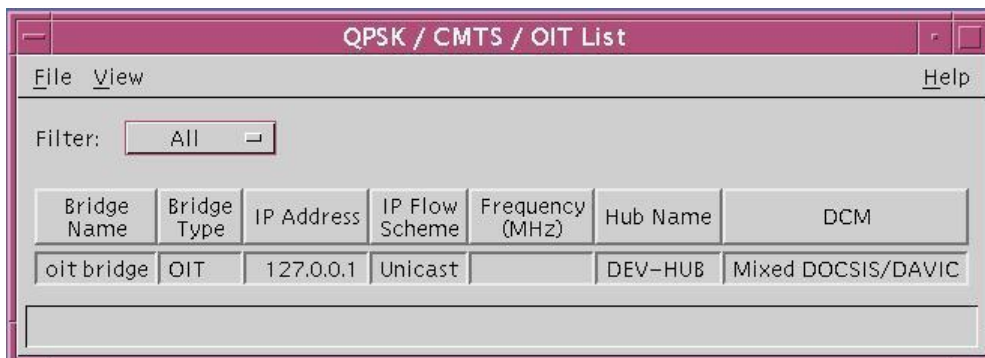 QPSK / CMTS / OIT List
File View Help
Filter: All
Bridge Name Bridge Type IP Address IP Flow Scheme Frequency (MHz) Hub Name DCM
oit bridge OIT 127.0.0.1 Unicast DEV-HUB Mixed DOCSIS/DAVIC